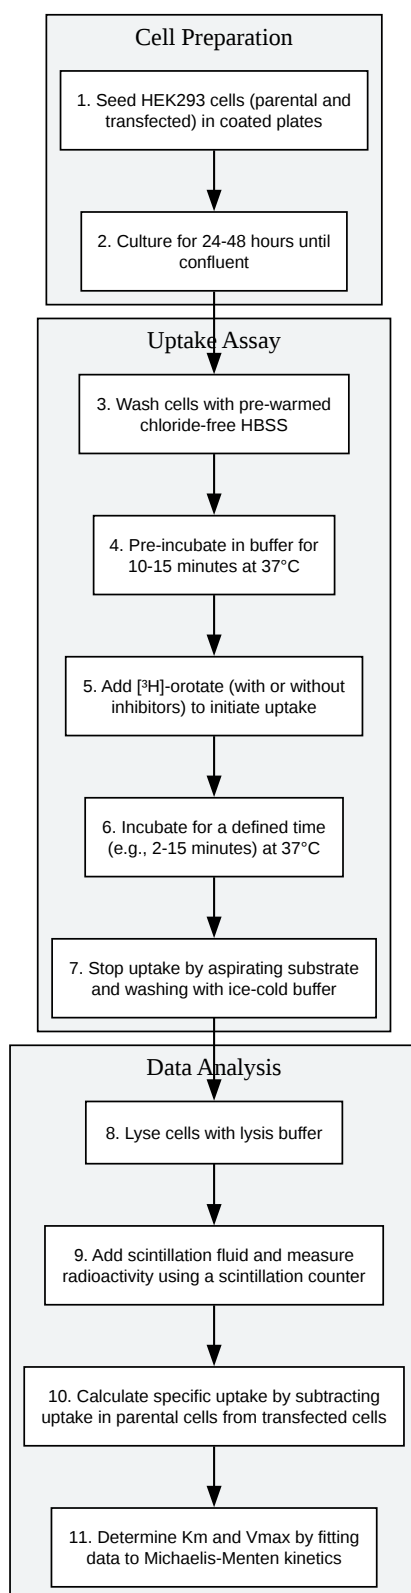 Cell Preparation
1. Seed HEK293 cells (parental and
transfected) in coated plates
2. Culture for 24-48 hours until
confluent
Uptake Assay
3. Wash cells with pre-warmed
chloride-free HBSS
4. Pre-incubate in buffer for
10-15 minutes at 37°C
5. Add [³H]-orotate (with or without
inhibitors) to initiate uptake
6. Incubate for a defined time
(e.g., 2-15 minutes) at 37°C
7. Stop uptake by aspirating substrate
and washing with ice-cold buffer
Data Analysis
8. Lyse cells with lysis buffer
9. Add scintillation fluid and measure
radioactivity using a scintillation counter
10. Calculate specific uptake by subtracting
uptake in parental cells from transfected cells
11. Determine Km and Vmax by fitting
data to Michaelis-Menten kinetics